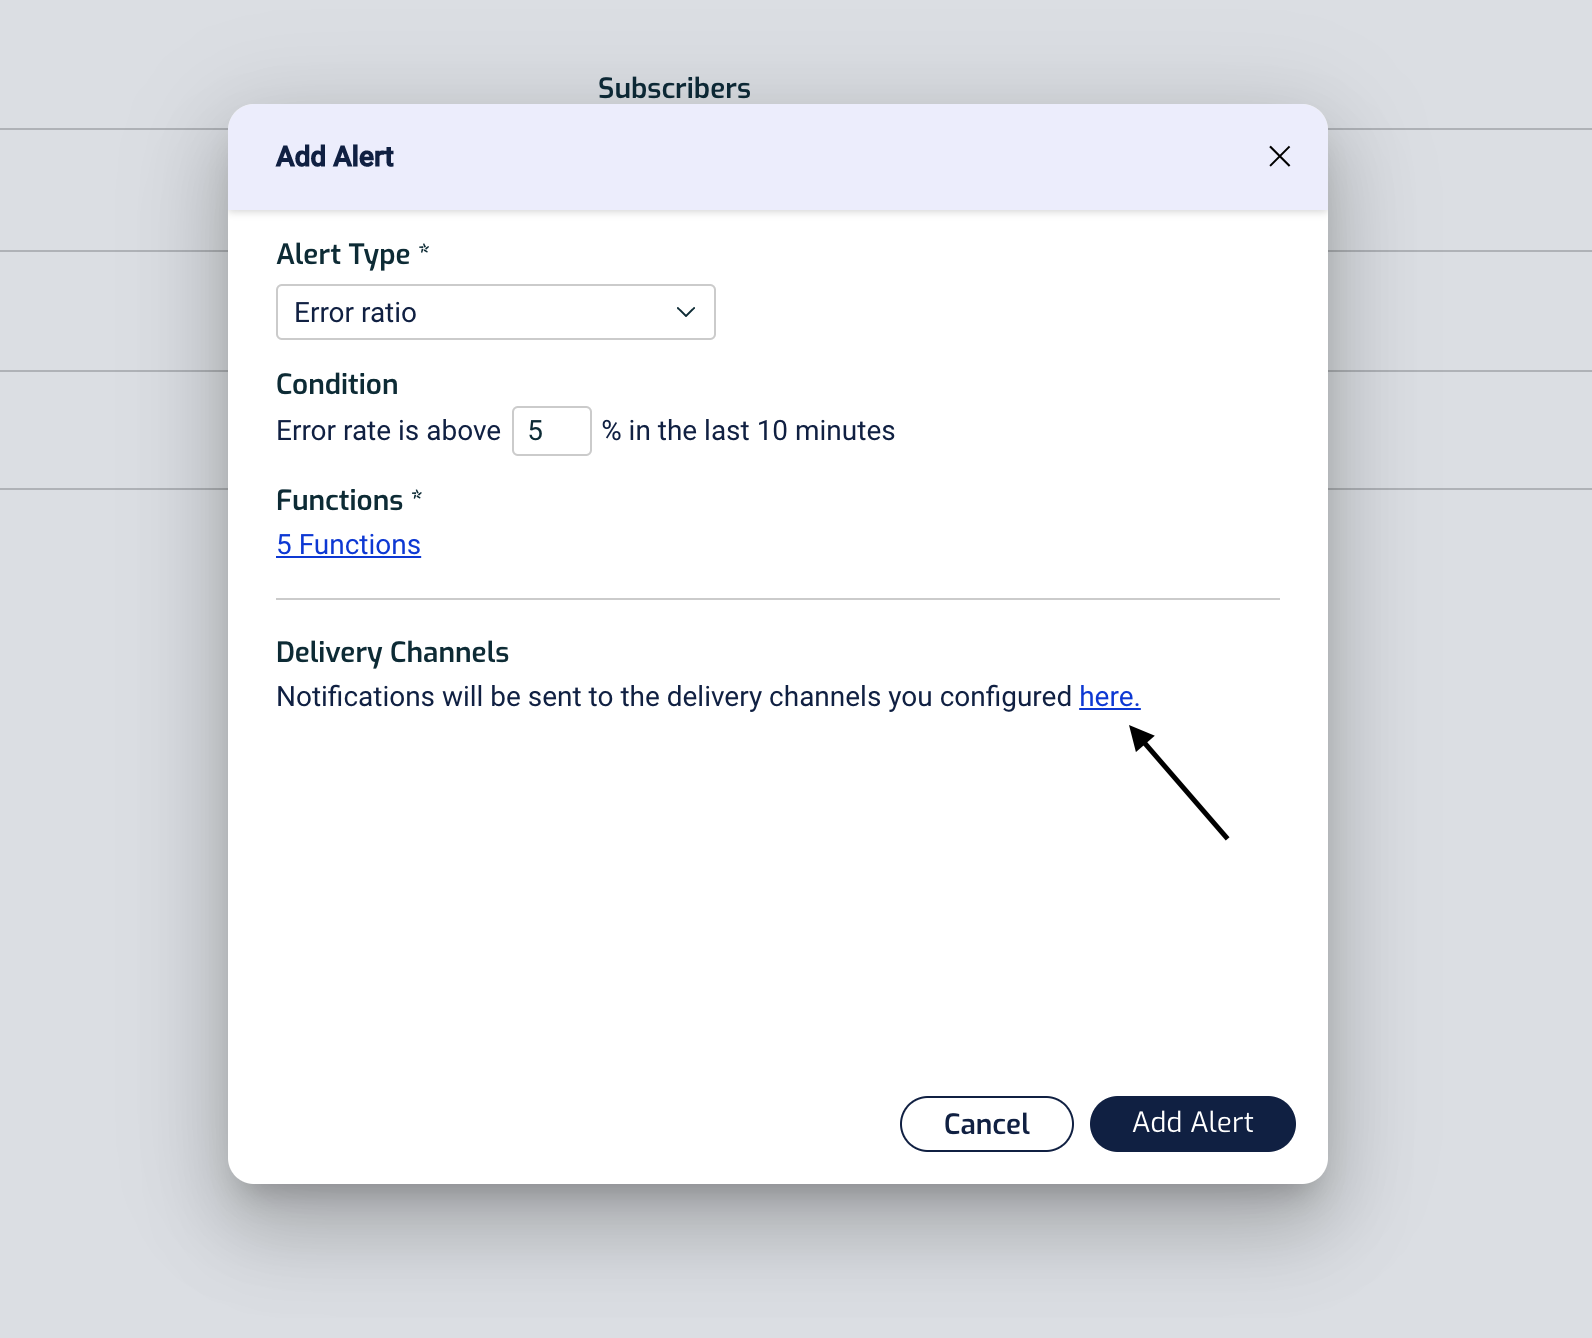 Subscribers
Add Alert
Alert Type *
Error ratio
Condition
Error rate is above 5 % in the last 10 minutes
Functions *
5 Functions
Delivery Channels
Notifications will be sent to the delivery channels you configured here.
Cancel Add Alert